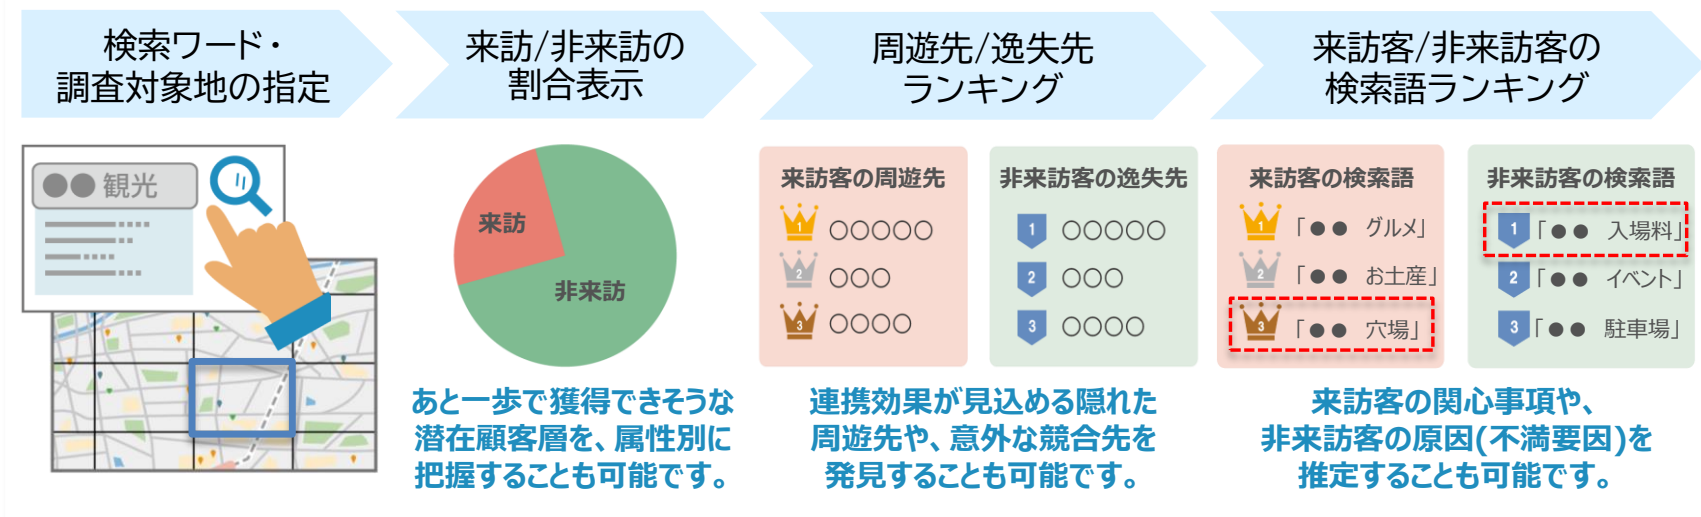 検索ワード・
調査対象地の指定
来訪/非来訪の
割合表示
周遊先/逸失先
ランキング
来訪客/非来訪客の
検索語ランキング
●● 観光
来訪
非来訪
あと一歩で獲得できそうな
潜在顧客層を、属性別に
把握することも可能です。
来訪客の周遊先
1 〇〇〇〇〇
2 〇〇〇
3 〇〇〇〇
非来訪客の逸失先
1 〇〇〇〇〇
2 〇〇〇
3 〇〇〇〇
連携効果が見込める隠れた
周遊先や、意外な競合先を
発見することも可能です。
来訪客の検索語
1 「●● グルメ」
2 「●● お土産」
3 「●● 穴場」
非来訪客の検索語
1 「●● 入場料」
2 「●● イベント」
3 「●● 駐車場」
来訪客の関心事項や、
非来訪客の原因(不満要因)を
推定することも可能です。